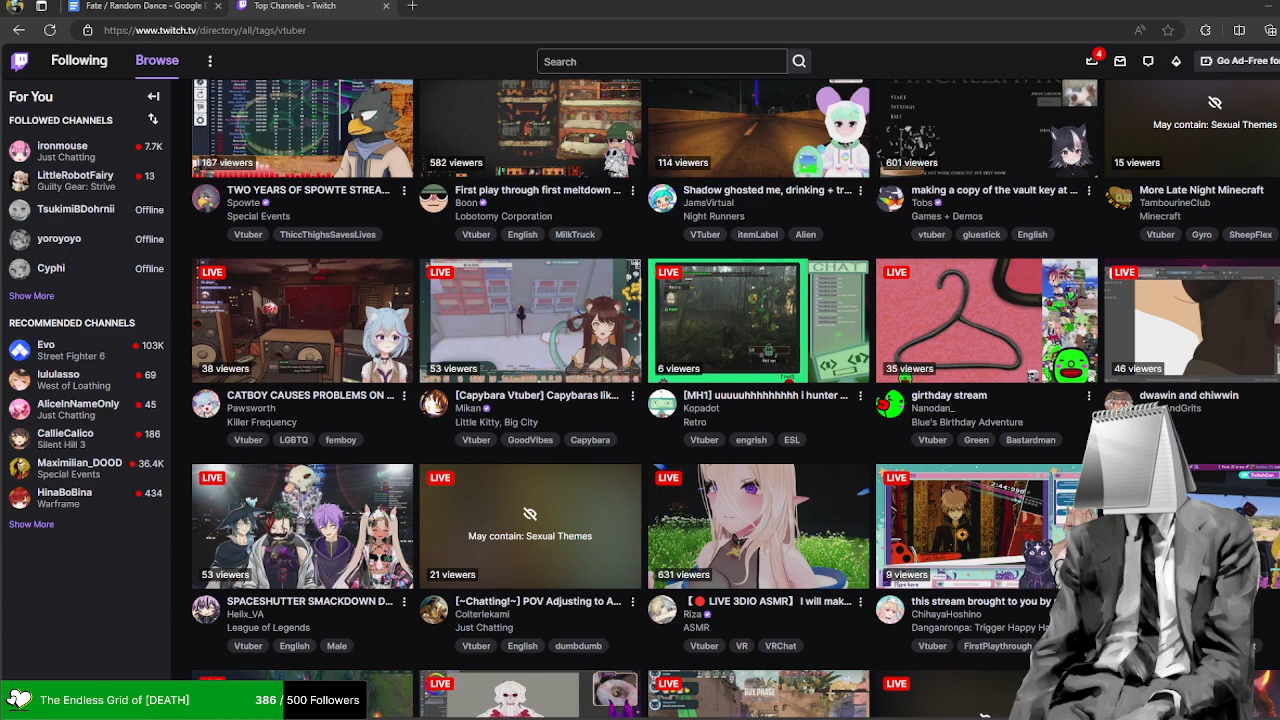 Fate / Random Dance - Google D
Top Channels - Twitch
https://www.twitch.tv/directory/all/tags/vtuber
Following
Browse
Search
4
Go Ad-Free for
For You
FOLLOWED CHANNELS
ironmouse
Just Chatting
7.7K
LittleRobotFairy
Guilty Gear: Strive
13
TsukimiBDohrnii
Offline
yoroyoyo
Offline
Cyphi
Offline
Show More
RECOMMENDED CHANNELS
Evo
Street Fighter 6
103K
lululasso
West of Loathing
69
AliceInNameOnly
Just Chatting
45
CallieCalico
Silent Hill 3
186
Maximilian_DOOD
Special Events
36.4K
HinaBoBina
Warframe
434
Show More
167 viewers
TWO YEARS OF SPOWTE STREA...
Spowte
Special Events
Vtuber
ThiccThighsSavesLives
582 viewers
First play through first meltdown ...
Boon
Lobotomy Corporation
Vtuber
English
MilkTruck
114 viewers
Shadow ghosted me, drinking + tr...
JamsVirtual
Night Runners
VTuber
itemLabel
Alien
START
SETTINGS
EXIT
601 viewers
making a copy of the vault key at ...
Tobs
Games + Demos
vtuber
gluestick
English
May contain: Sexual Themes
15 viewers
More Late Night Minecraft
TambourineClub
Minecraft
Vtuber
Gyro
SheepFlex
LIVE
38 viewers
CATBOY CAUSES PROBLEMS ON ...
Pawsworth
Killer Frequency
Vtuber
LGBTQ
femboy
LIVE
53 viewers
[Capybara Vtuber] Capybaras lik...
Mikan
Little Kitty, Big City
Vtuber
GoodVibes
Capybara
LIVE
CHAT
6 viewers
[MH1] uuuuuhhhhhhhh i hunter ...
Kopadot
Retro
Vtuber
engrish
ESL
LIVE
35 viewers
girthday stream
Nanodan_
Blue's Birthday Adventure
Vtuber
Green
Bastardman
LIVE
46 viewers
dwawin and chiwwin
AndGrits
LIVE
53 viewers
SPACESHUTTER SMACKDOWN D...
Helix_VA
League of Legends
Vtuber
English
Male
LIVE
May contain: Sexual Themes
21 viewers
[~Chatting!~] POV Adjusting to A...
Colterlekami
Just Chatting
Vtuber
English
dumbdumb
LIVE
631 viewers
【🔴 LIVE 3DIO ASMR】 I will mak...
Riza
ASMR
Vtuber
VR
VRChat
LIVE
9 viewers
this stream brought to you by
ChihayaHoshino
Danganronpa: Trigger Happy Ha
Vtuber
FirstPlaythrough
LIVE
LIVE
BUY PHASE
LIVE
The Endless Grid of [DEATH]
386 / 500 Followers